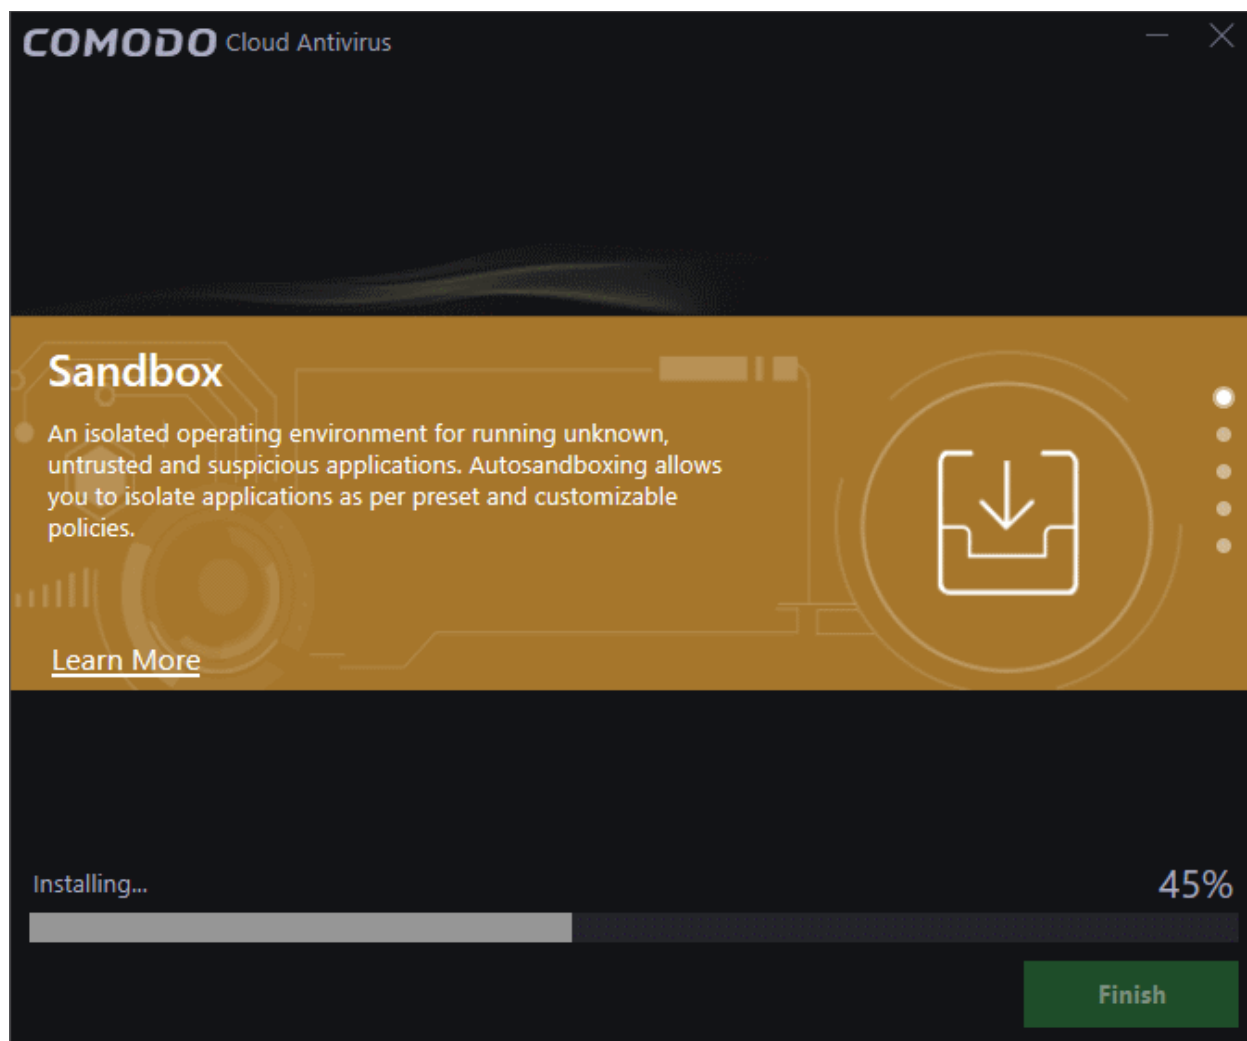 COMODO Cloud Antivirus
Sandbox
An isolated operating environment for running unknown,
untrusted and suspicious applications. Autosandboxing allows
you to isolate applications as per preset and customizable
policies.
Learn More
Installing...
45%
Finish